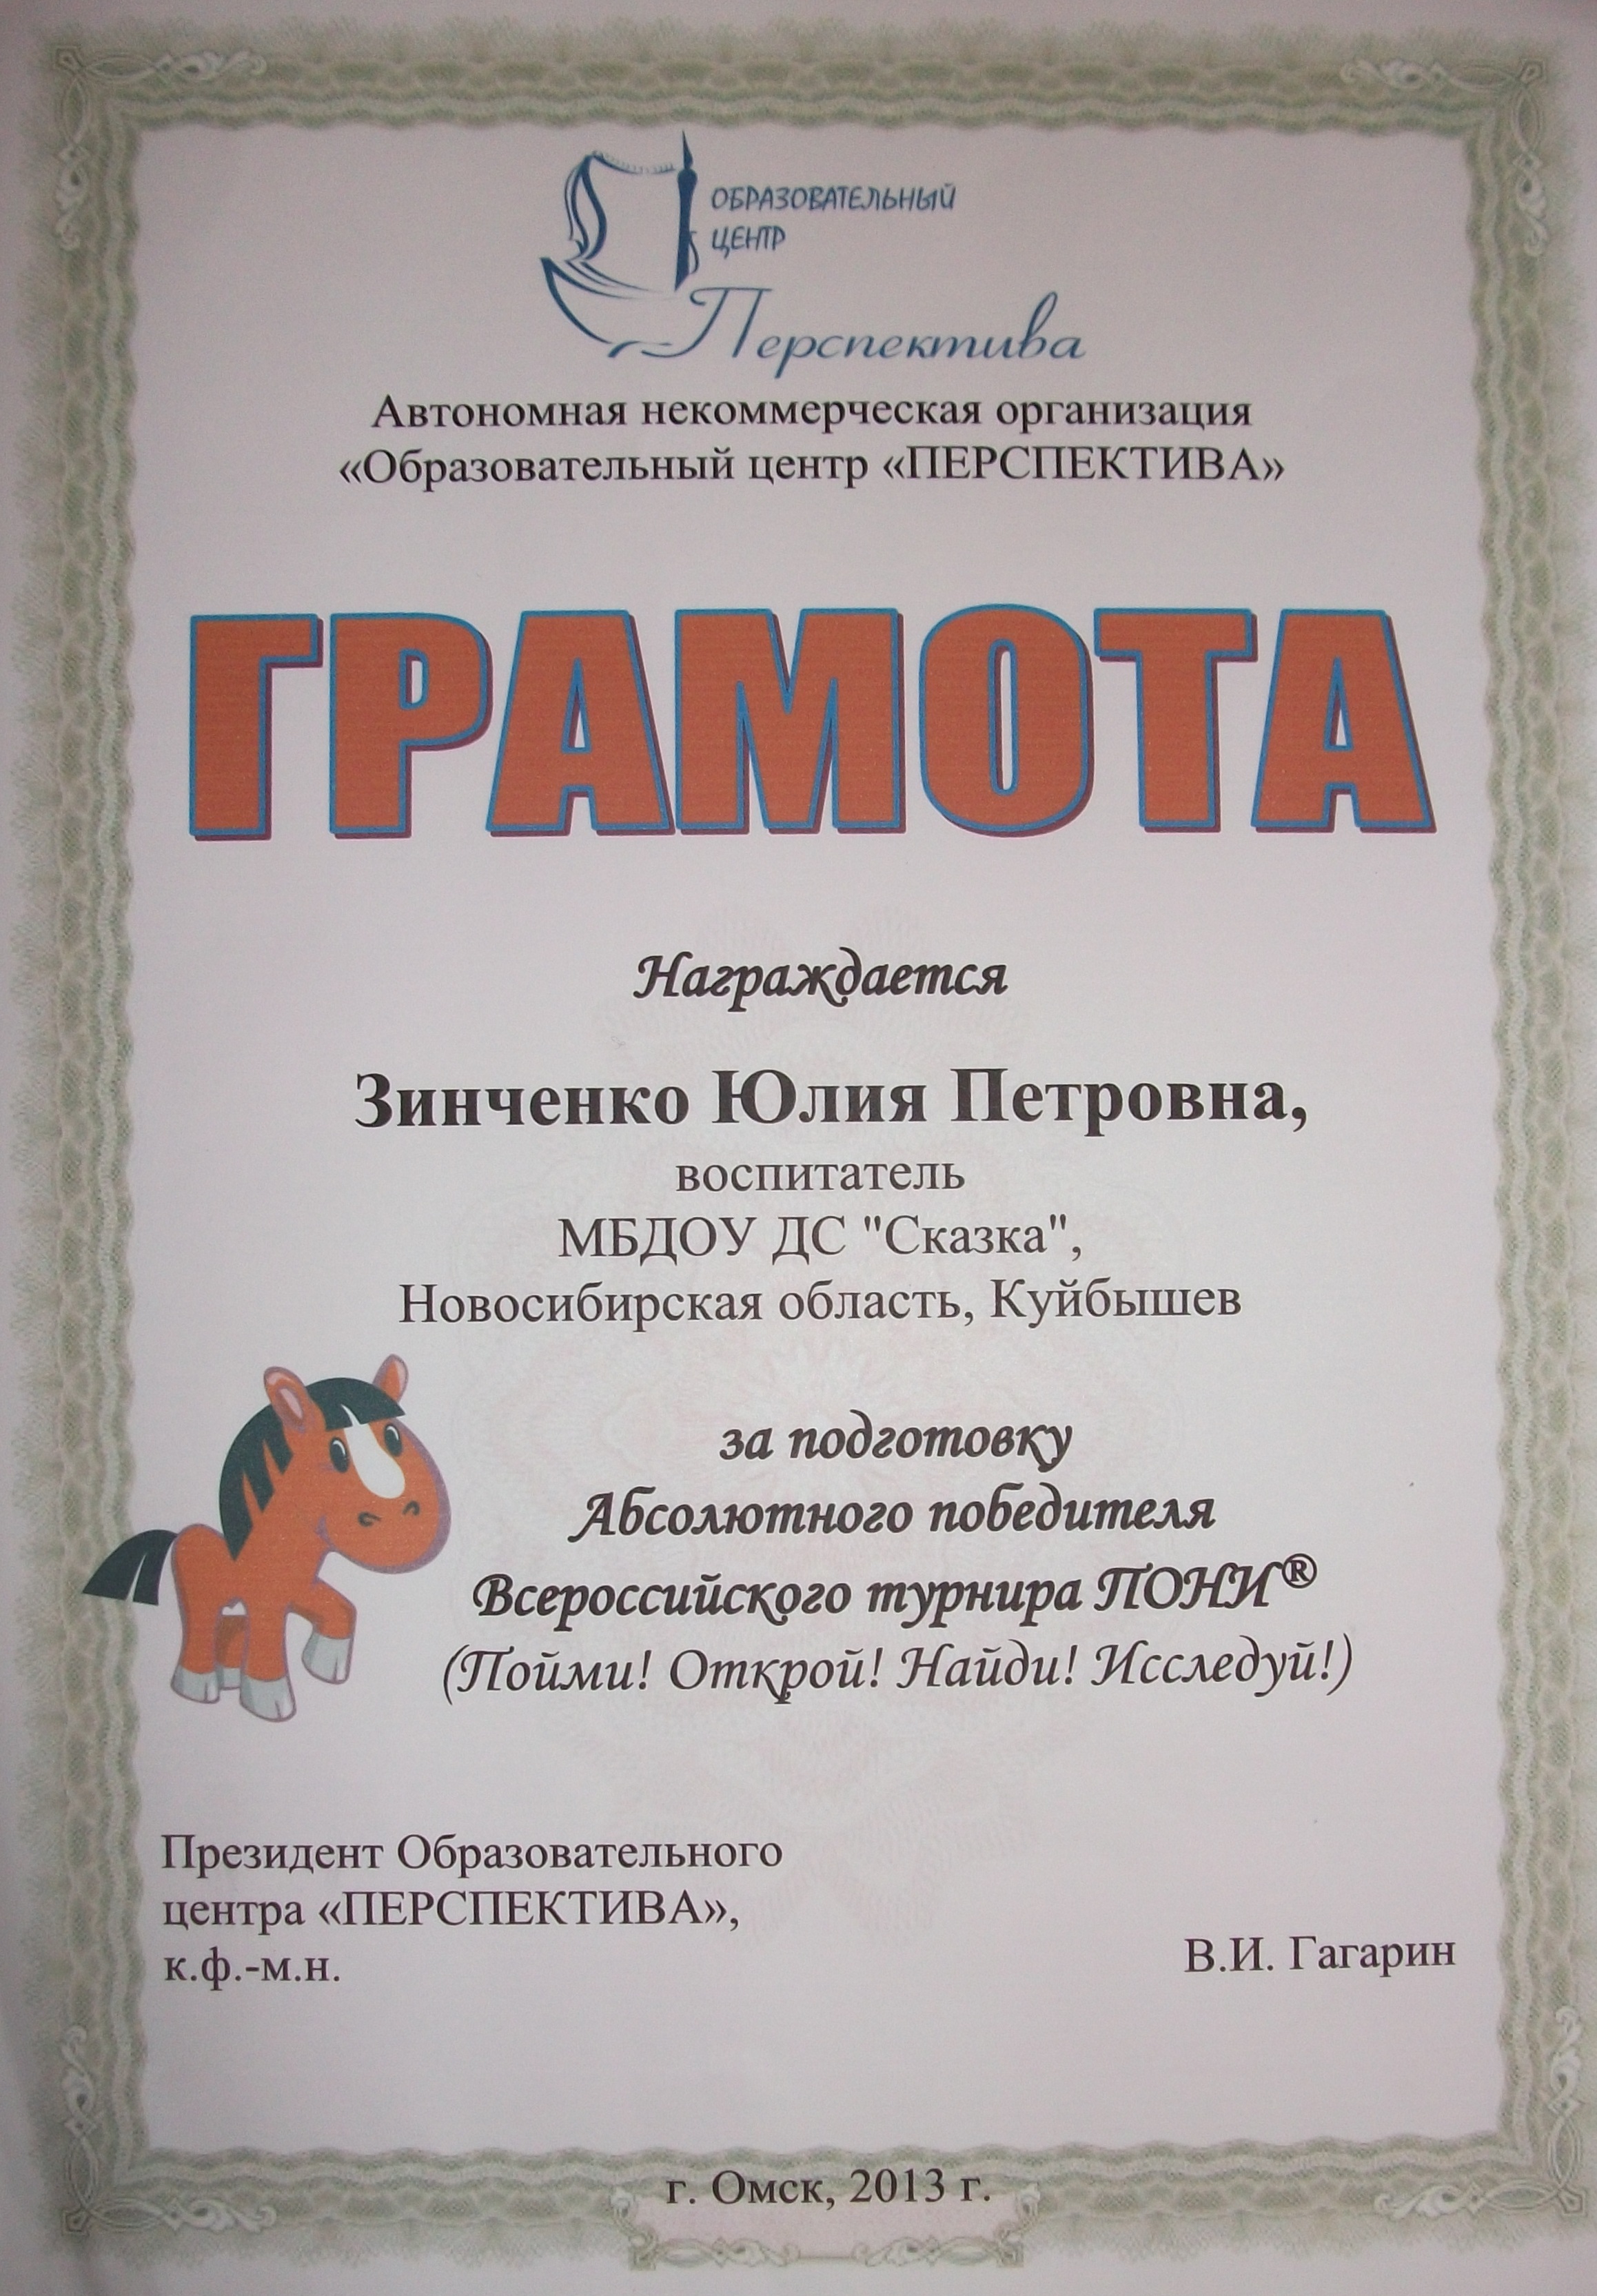 ОБРАЗОВАТЕЛЬНЫЙ
ЦЕНТР
Перспектива
Автономная некоммерческая организация
«Образовательный центр «ПЕРСПЕКТИВА»
ГРАМОТА
Награждается
Зинченко Юлия Петровна,
воспитатель
МБДОУ ДС "Сказка",
Новосибирская область, Куйбышев
за подготовку
Абсолютного победителя
Всероссийского турнира ПОНИ®
(Пойми! Открой! Найди! Исследуй!)
Президент Образовательного
центра «ПЕРСПЕКТИВА»,
к.ф.-м.н.
В.И. Гагарин
г. Омск, 2013 г.